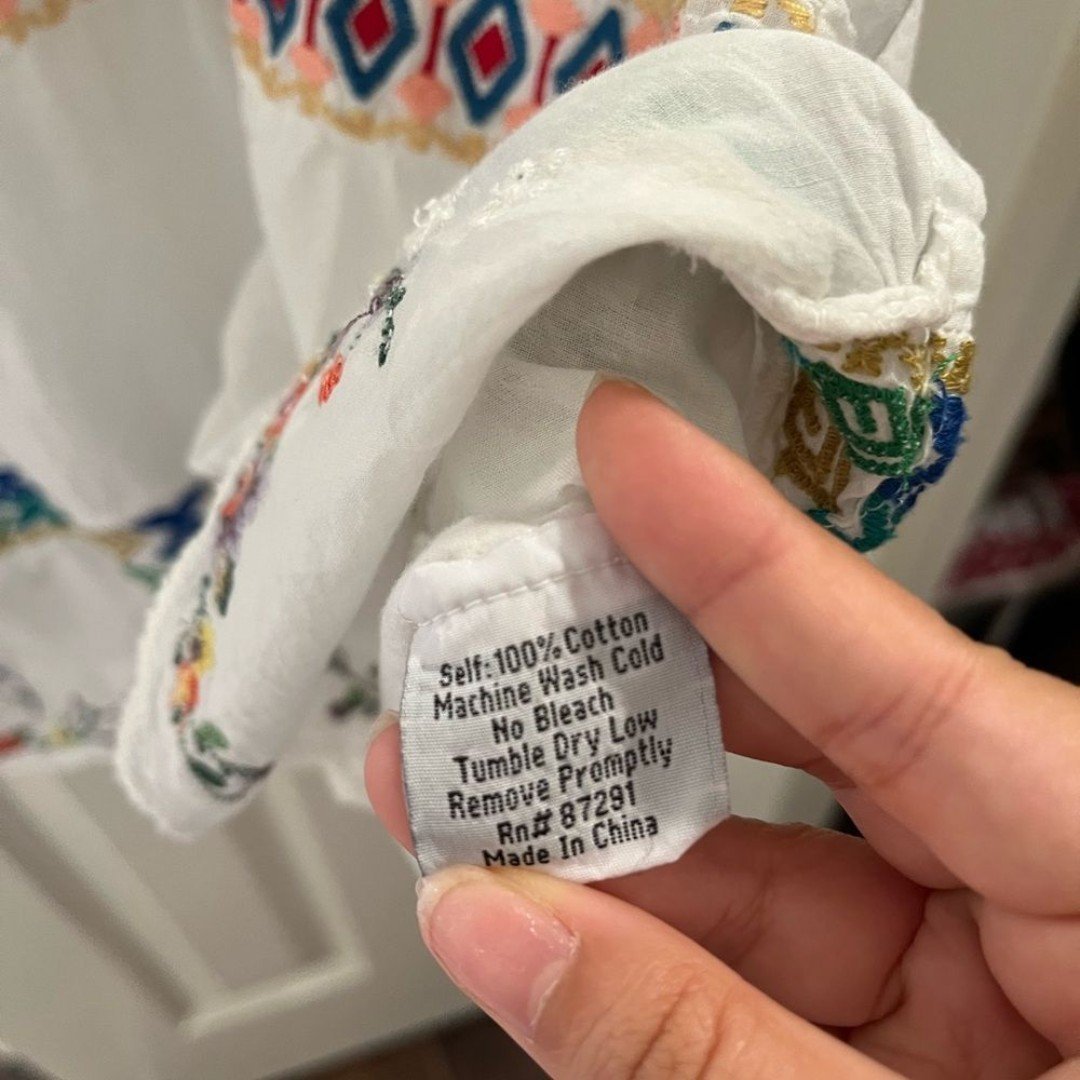 Self: 100% Cotton
Machine Wash Cold
No Bleach
Tumble Dry Low
Remove Promptly
Rn# 87291
Made In China